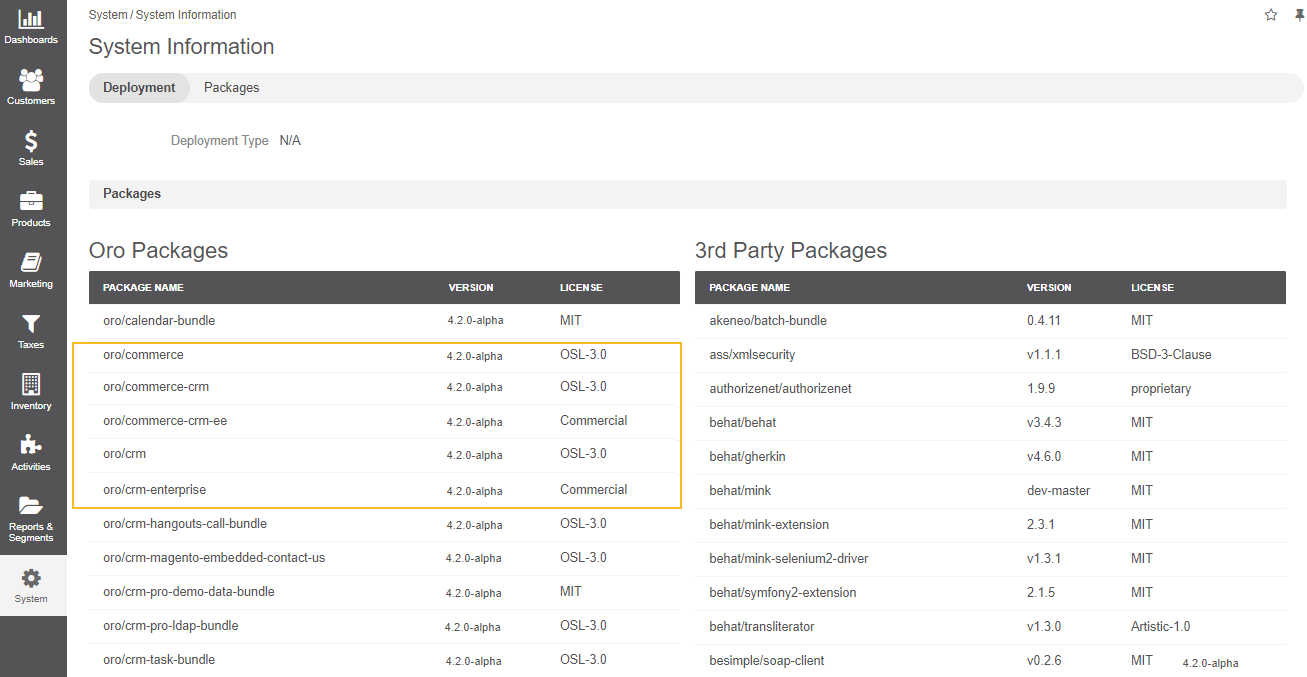 Dashboards
Customers
Sales
Products
Marketing
Taxes
Inventory
Activities
Reports &
Segments
System
System / System Information
System Information
Deployment Packages
Deployment Type N/A
Packages
Oro Packages
PACKAGE NAME VERSION LICENSE
oro/calendar-bundle 4.2.0-alpha MIT
oro/commerce 4.2.0-alpha OSL-3.0
oro/commerce-crm 4.2.0-alpha OSL-3.0
oro/commerce-crm-ee 4.2.0-alpha Commercial
oro/crm 4.2.0-alpha OSL-3.0
oro/crm-enterprise 4.2.0-alpha Commercial
oro/crm-hangouts-call-bundle 4.2.0-alpha OSL-3.0
oro/crm-magento-embedded-contact-us 4.2.0-alpha OSL-3.0
oro/crm-pro-demo-data-bundle 4.2.0-alpha MIT
oro/crm-pro-ldap-bundle 4.2.0-alpha OSL-3.0
oro/crm-task-bundle 4.2.0-alpha OSL-3.0
3rd Party Packages
PACKAGE NAME VERSION LICENSE
akeneo/batch-bundle 0.4.11 MIT
ass/xmlsecurity v1.1.1 BSD-3-Clause
authorizenet/authorizenet 1.9.9 proprietary
behat/behat v3.4.3 MIT
behat/gherkin v4.6.0 MIT
behat/mink dev-master MIT
behat/mink-extension 2.3.1 MIT
behat/mink-selenium2-driver v1.3.1 MIT
behat/symfony2-extension 2.1.5 MIT
behat/transliterator v1.3.0 Artistic-1.0
besimple/soap-client v0.2.6 MIT 4.2.0-alpha